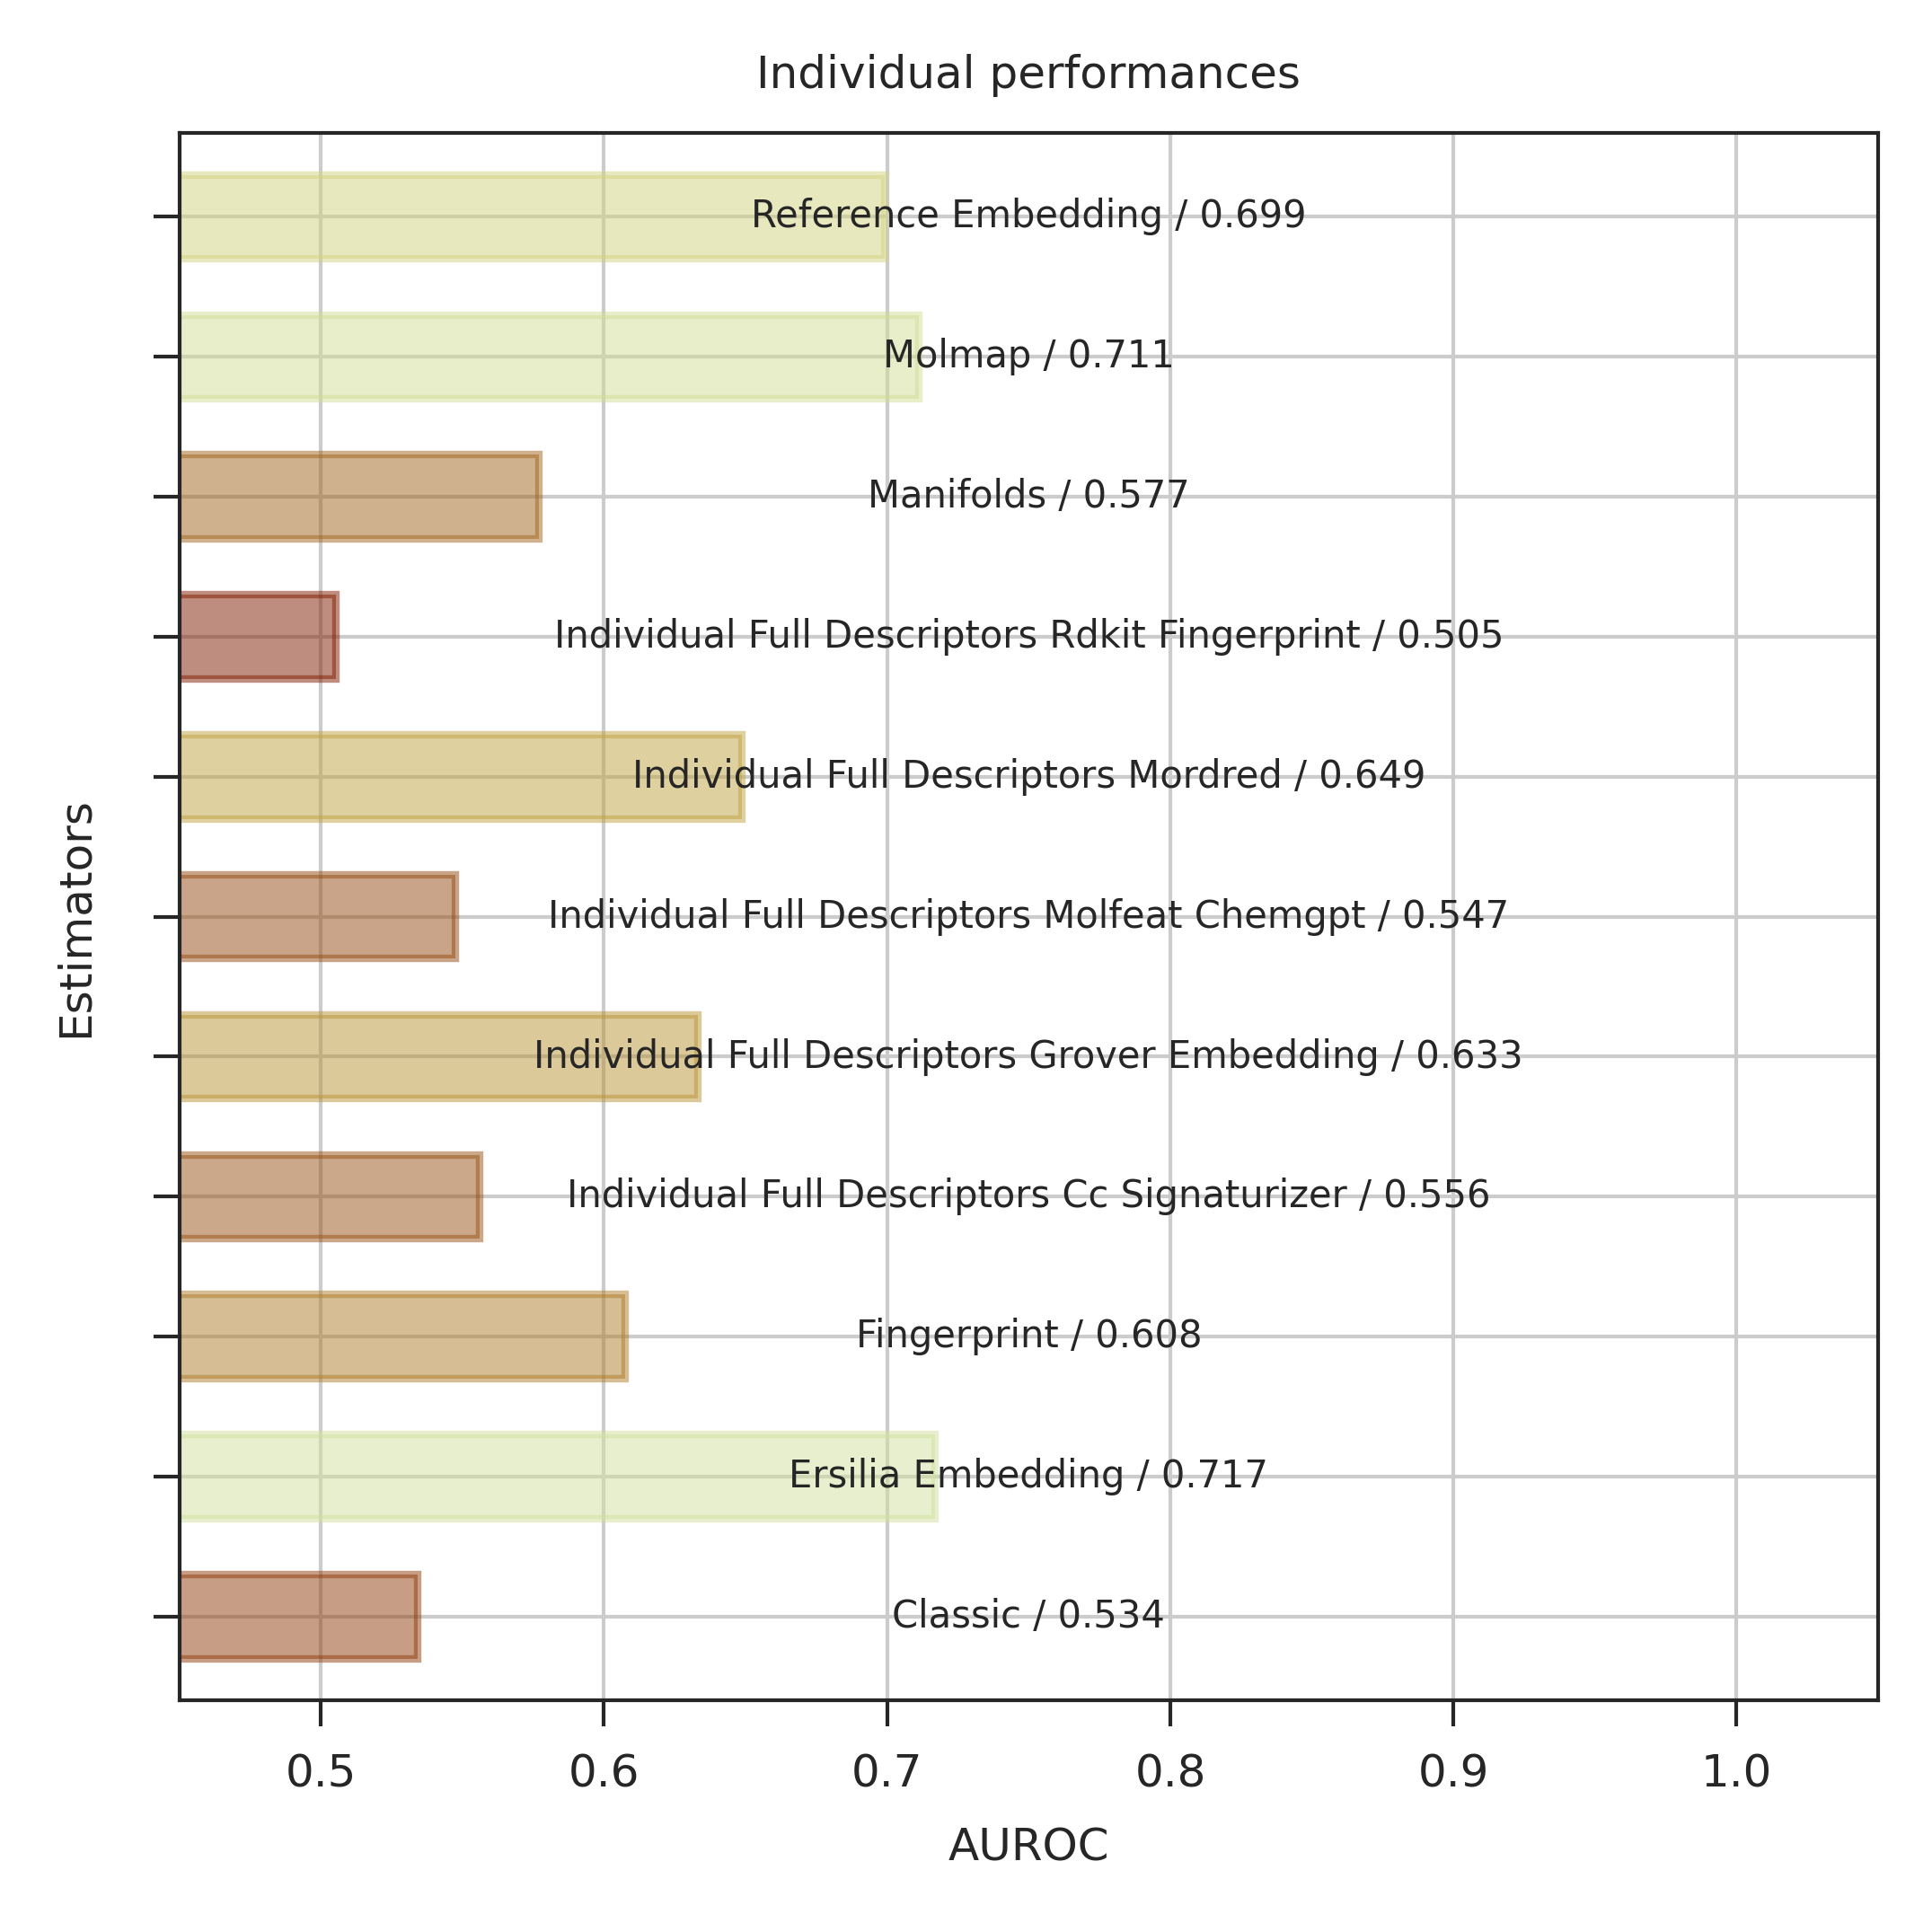 Individual performances
Reference Embedding / 0.699
Molmap / 0.711
Manifolds / 0.577
Individual Full Descriptors Rdkit Fingerprint / 0.505
Individual Full Descriptors Mordred / 0.649
Individual Full Descriptors Molfeat Chemgpt / 0.547
Individual Full Descriptors Grover Embedding / 0.633
Individual Full Descriptors Cc Signaturizer / 0.556
Fingerprint / 0.608
Ersilia Embedding / 0.717
Classic / 0.534
Estimators
0.5 0.6 0.7 0.8 0.9 1.0
AUROC